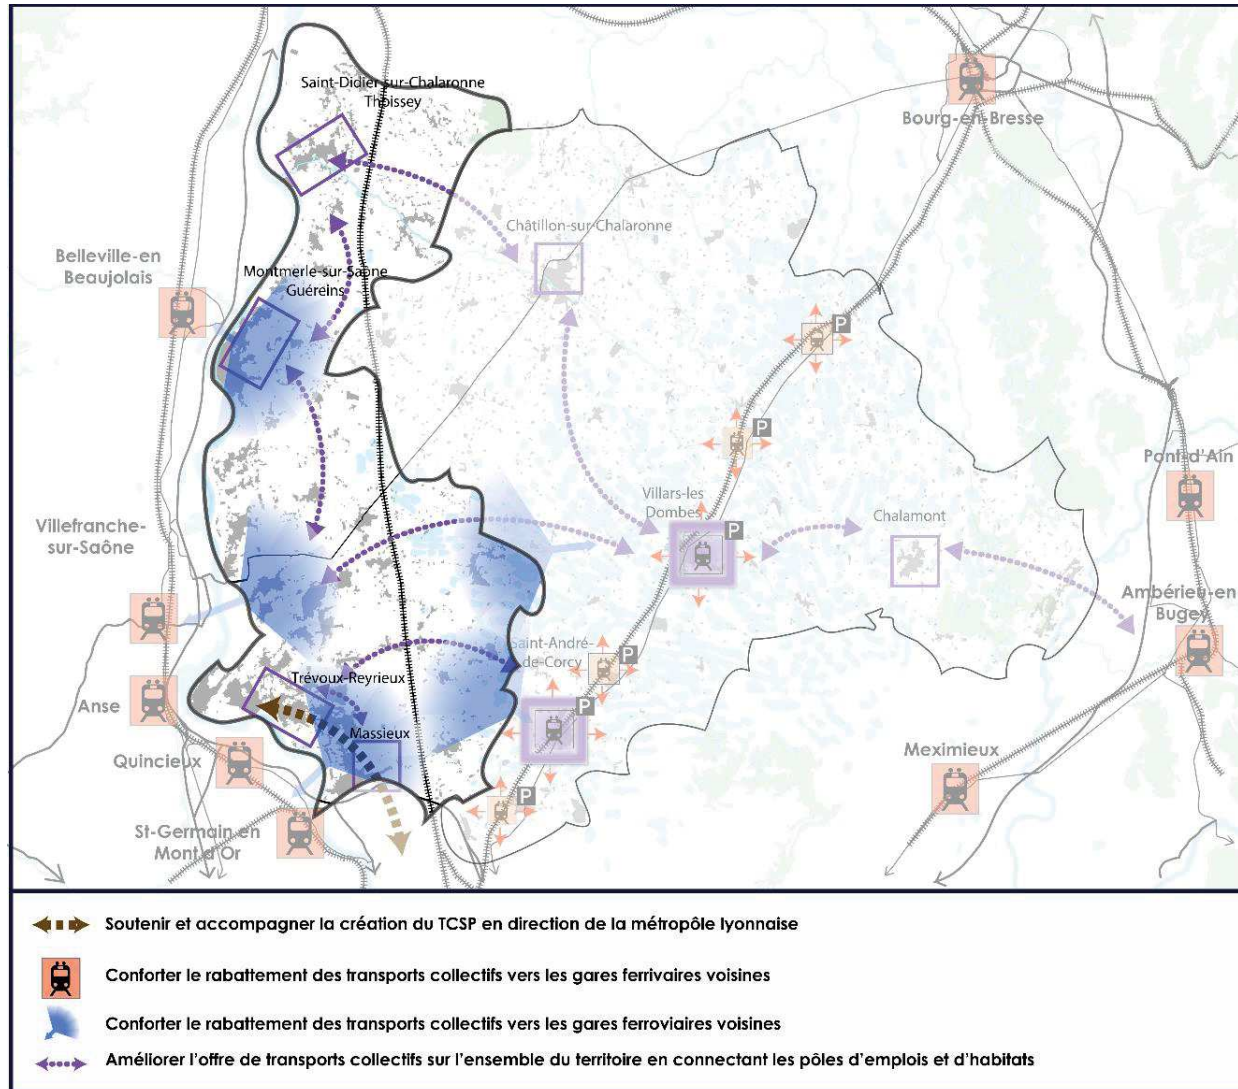 Saint-Didier-sur-Chalaronne
Thoissey
Bourg-en-Bresse
Châtillon-sur-Chalaronne
Belleville-en
Beaujolais
Montmerle-sur-Saône
Guéreins
P
P
Pont-d'Ain
Villars-les
Dombes
P
Chalamont
Villefranche-
sur-Saône
Ambérieu-en
Bugey
Saint-André-
de-Corcy
P
Trévoux-Reyrieux
Anse
P
Massieux
Quincieux
Meximieux
P
St-Germain en
Mont d'Or
Soutenir et accompagner la création du TCSP en direction de la métropôle lyonnaise
Conforter le rabattement des transports collectifs vers les gares ferrivaires voisines
Conforter le rabattement des transports collectifs vers les gares ferroviaires voisines
Améliorer l'offre de transports collectifs sur l'ensemble du territoire en connectant les pôles d'emplois et d'habitats